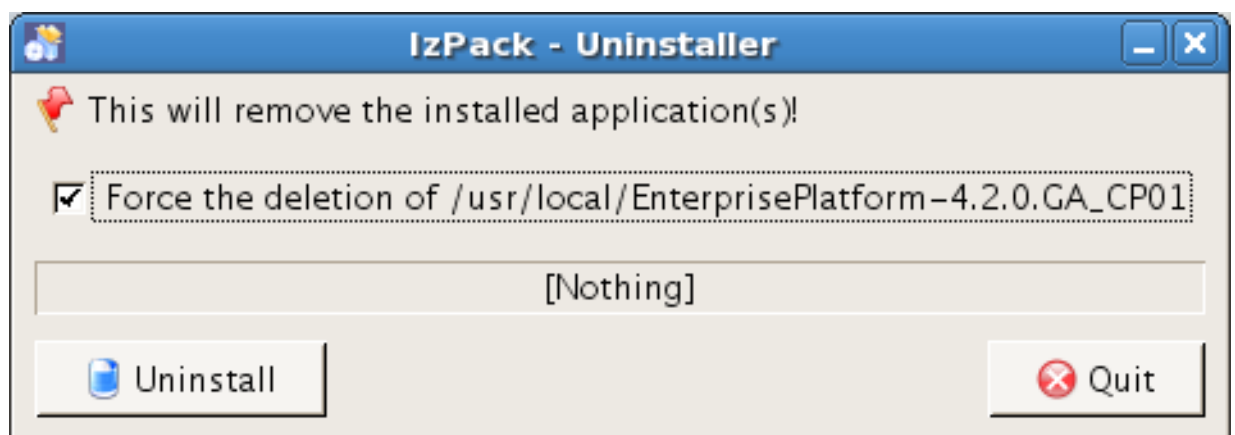 IzPack - Uninstaller
This will remove the installed application(s)!
Force the deletion of /usr/local/EnterprisePlatform-4.2.0.GA_CP01
[Nothing]
Uninstall
Quit